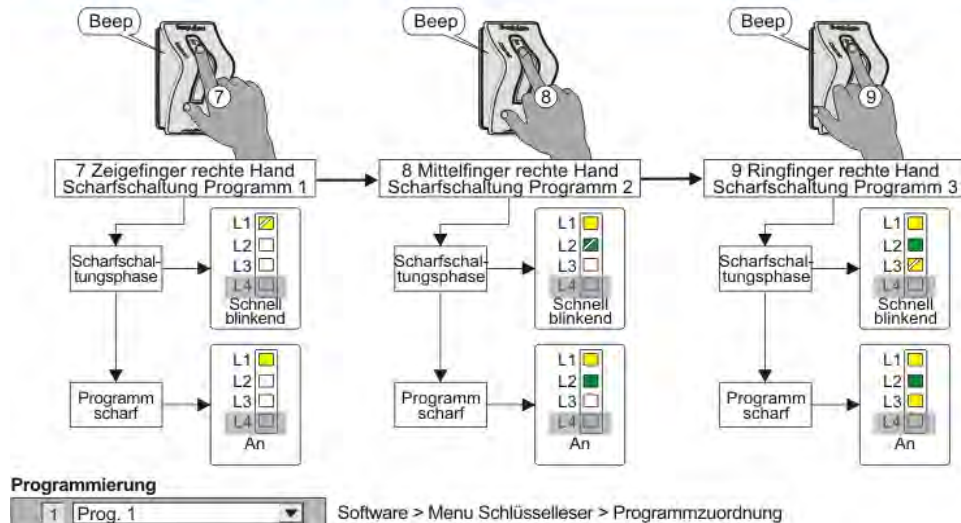 Beep
Beep
Beep
7
8
9
7 Zeigefinger rechte Hand
Scharfschaltung Programm 1
8 Mittelfinger rechte Hand
Scharfschaltung Programm 2
9 Ringfinger rechte Hand
Scharfschaltung Programm 3
Scharfschal-
tungsphase
L1
L2
L3
L4
Schnell
blinkend
Scharfschal-
tungsphase
L1
L2
L3
L4
Schnell
blinkend
Scharfschal-
tungsphase
L1
L2
L3
L4
Schnell
blinkend
Programm
scharf
L1
L2
L3
L4
An
Programm
scharf
L1
L2
L3
L4
An
Programm
scharf
L1
L2
L3
L4
An
Programmierung
1 Prog. 1
Software > Menu Schlüsselleser > Programmzuordnung